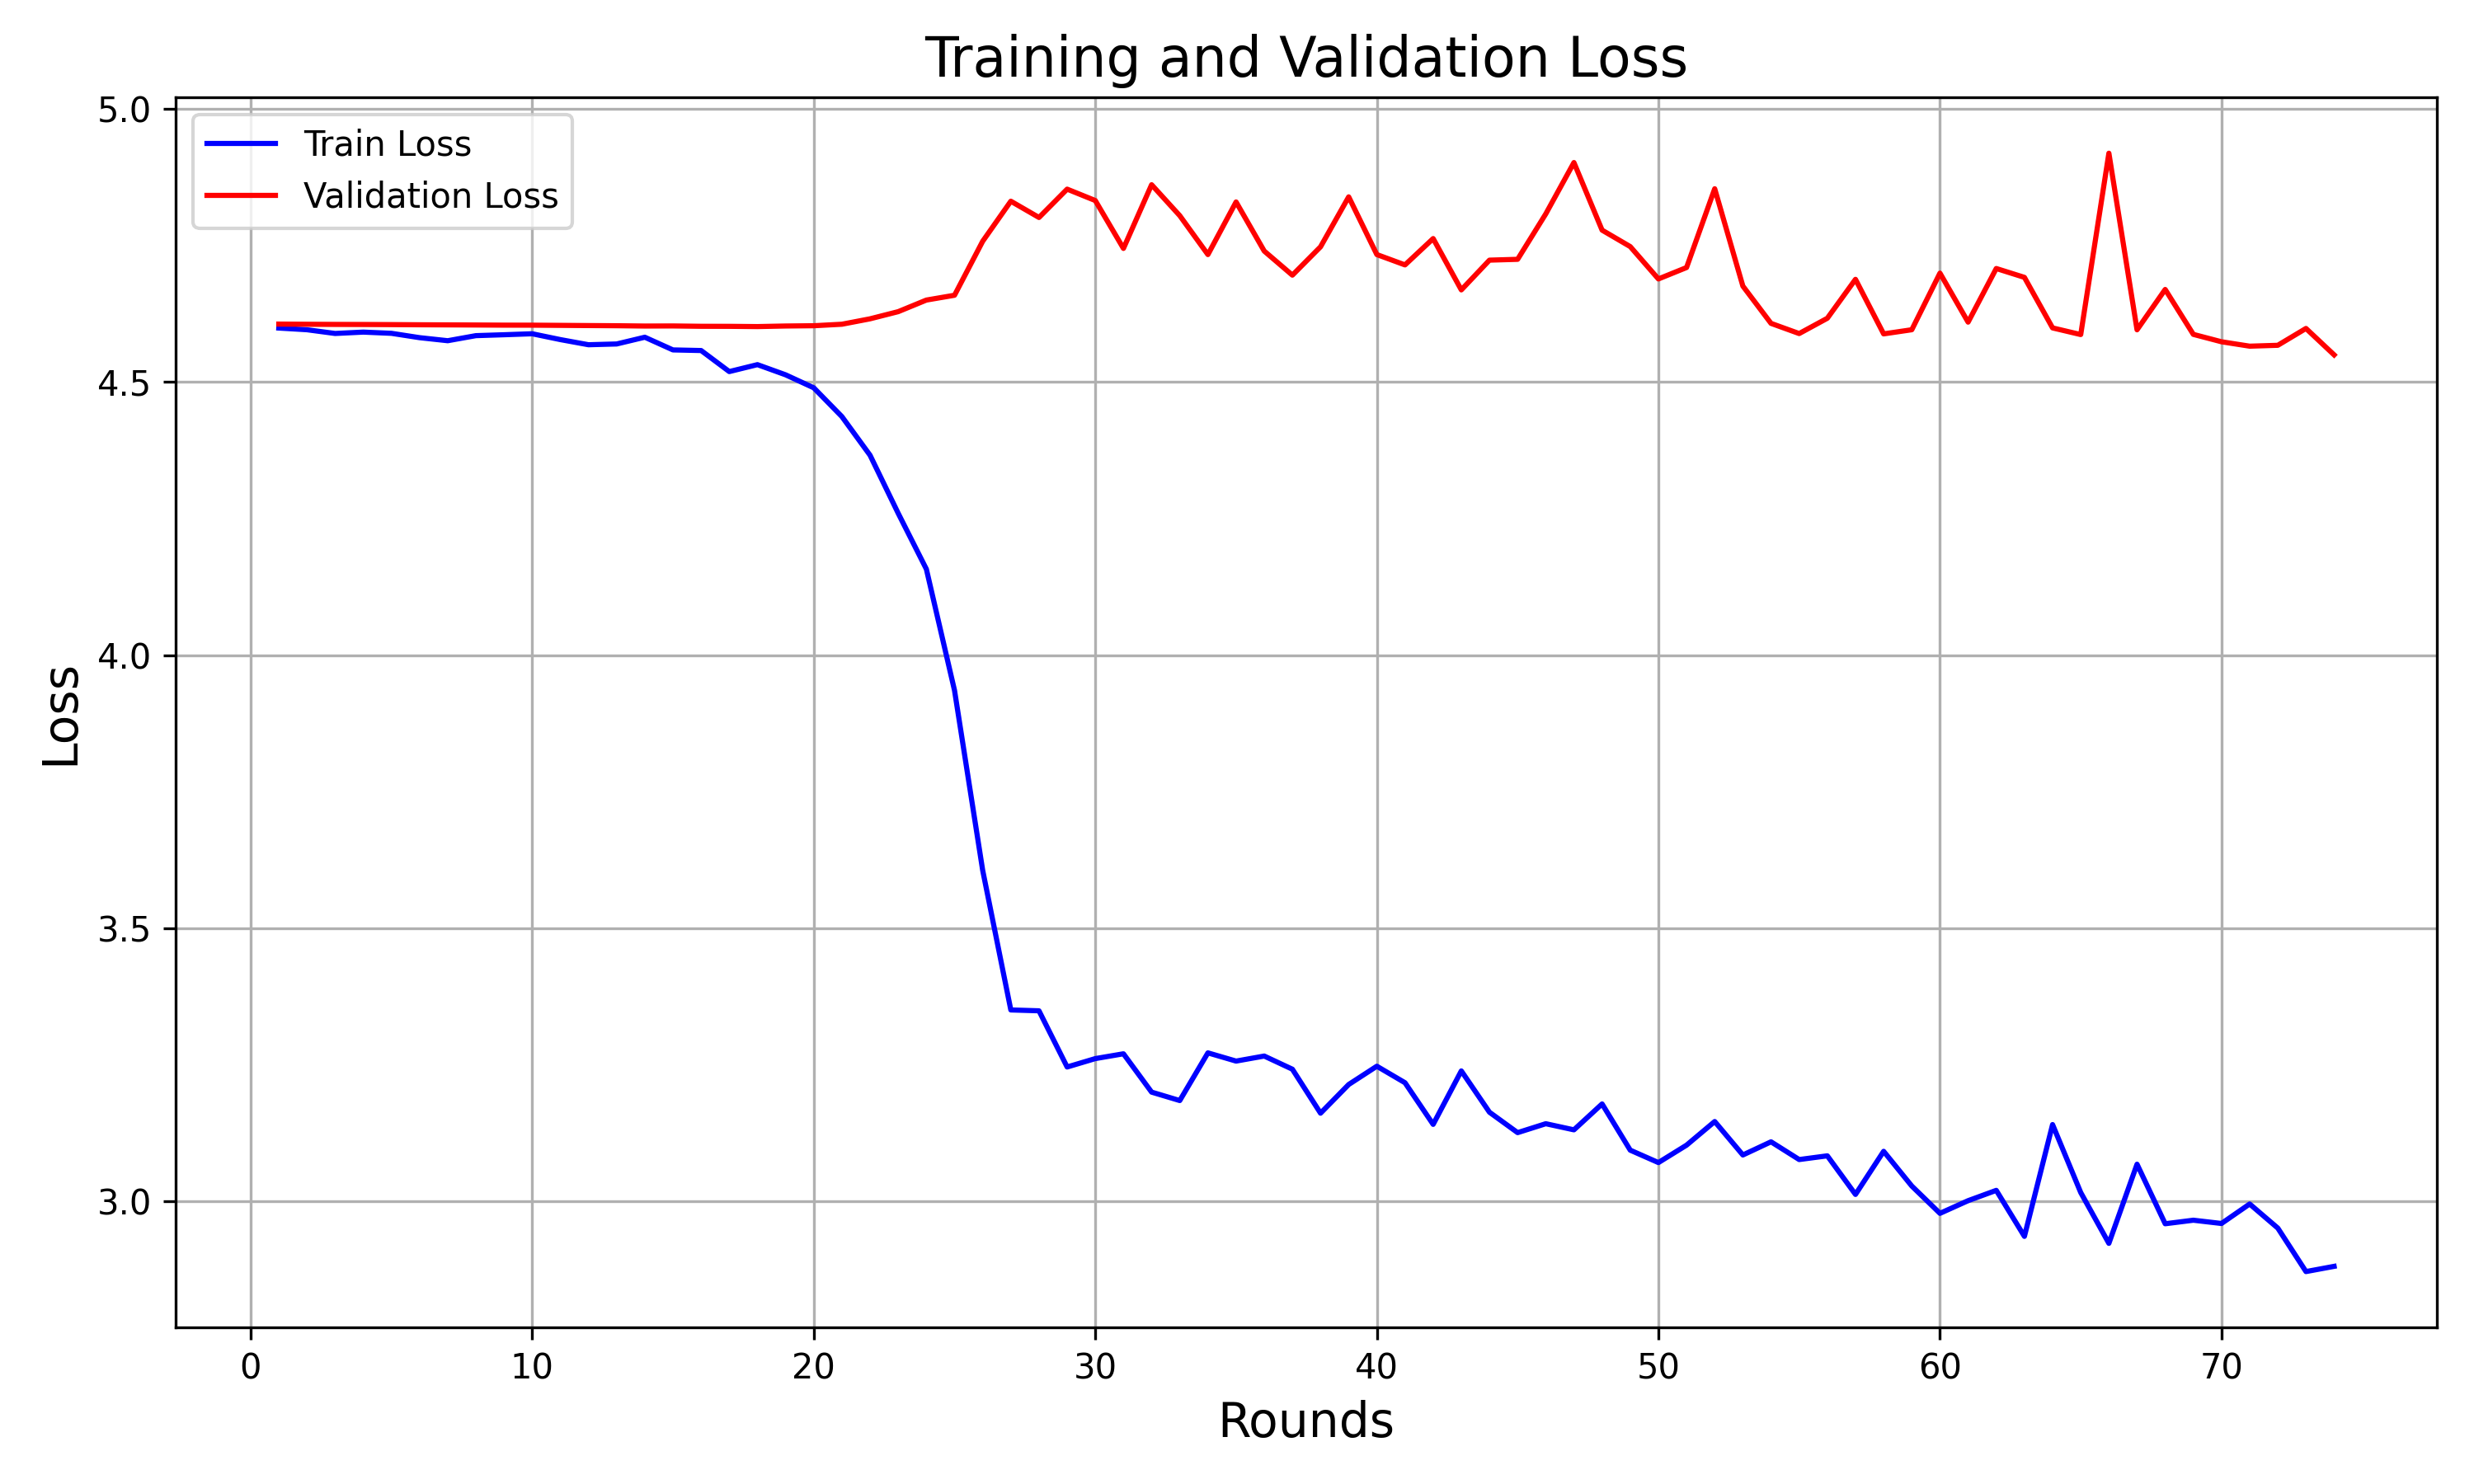 Training and Validation Loss
Train Loss
Validation Loss
5.0
4.5
4.0
3.5
3.0
Loss
0 10 20 30 40 50 60 70
Rounds